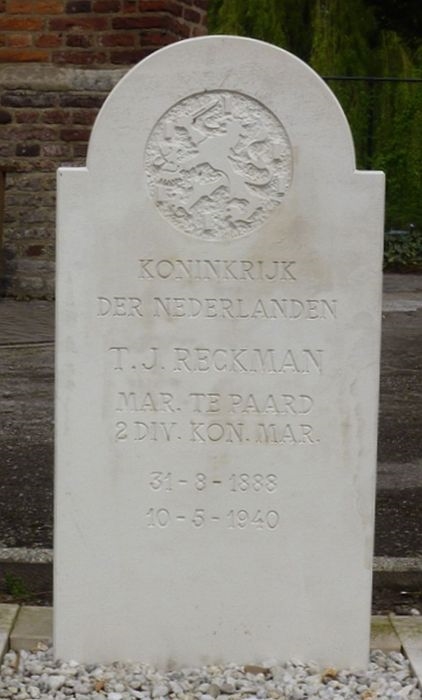 KONINKRIJK
DER NEDERLANDEN
T.J. RECKMAN
MAR. TE PAARD
2 DIV. KON. MAR.
31-8-1888
10-5-1940